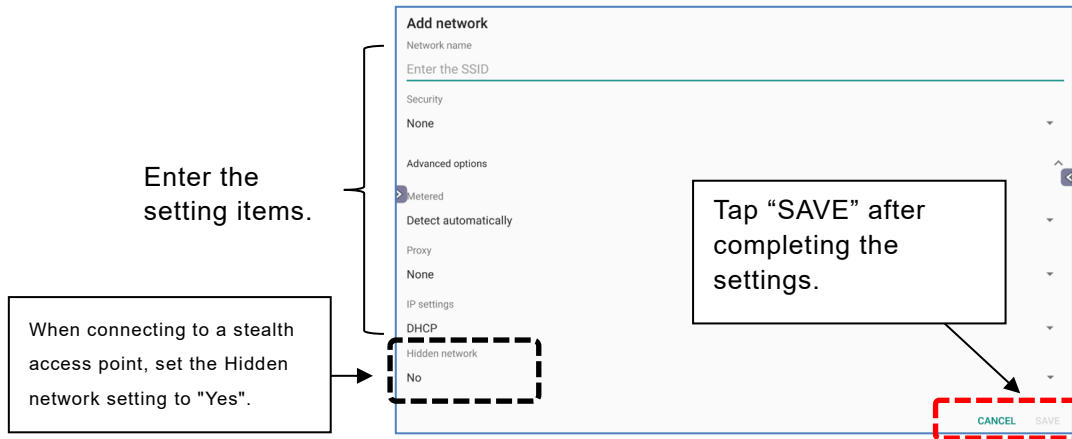 Add network
Network name
Enter the SSID
Security
None
Advanced options
Metered
Detect automatically
Proxy
None
IP settings
DHCP
Hidden network
No
CANCEL SAVE
Enter the
setting items.
When connecting to a stealth
access point, set the Hidden
network setting to "Yes".
Tap “SAVE” after
completing the
settings.